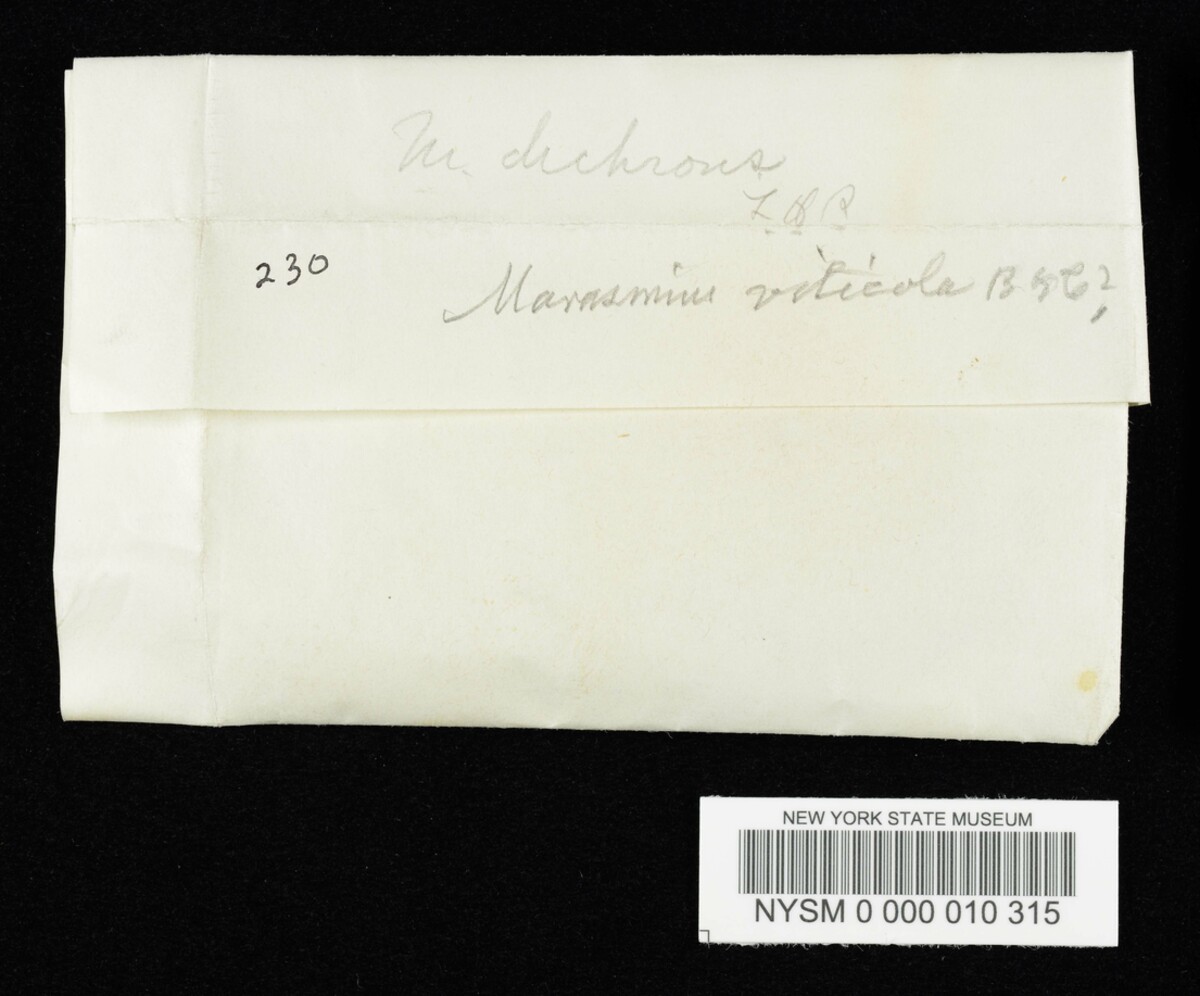 M. dichrous
L H P
230
Marasmius viticola B & C?
NEW YORK STATE MUSEUM
NYSM 0 000 010 315